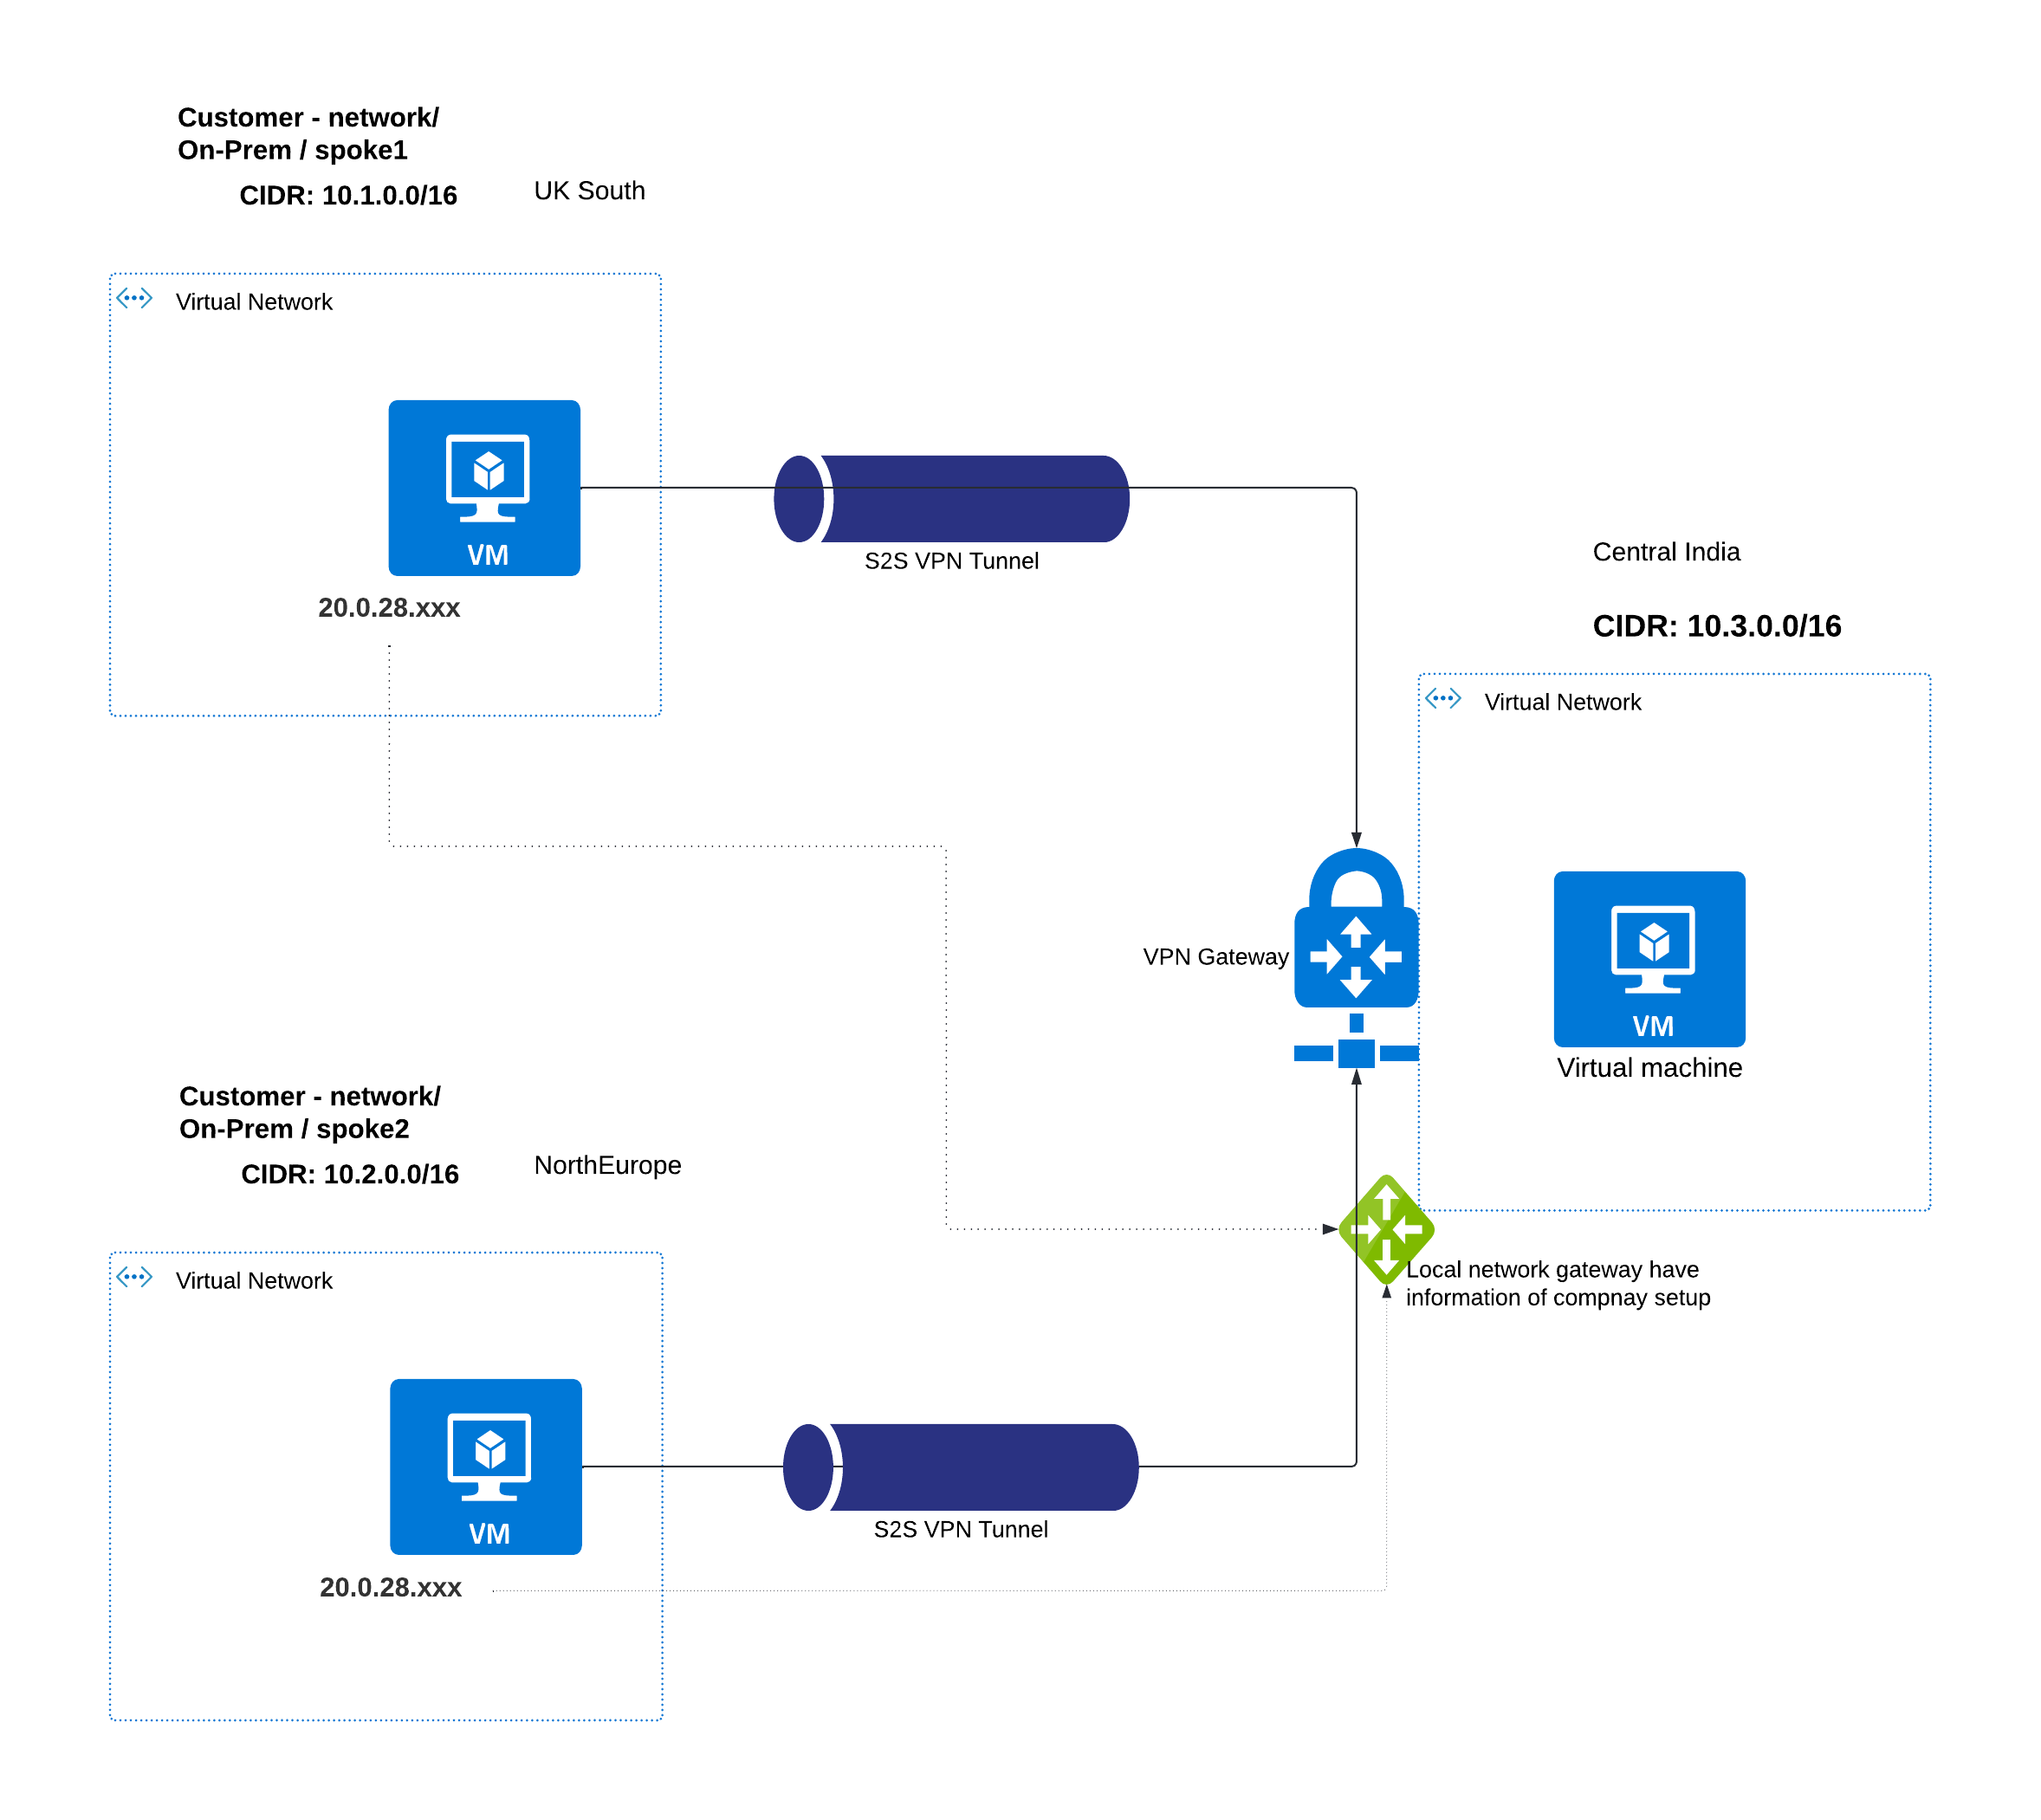 Customer - network/
On-Prem / spoke1
CIDR: 10.1.0.0/16
UK South
Virtual Network
VM
20.0.28.xxx
S2S VPN Tunnel
Central India
CIDR: 10.3.0.0/16
Virtual Network
VPN Gateway
VM
Virtual machine
Customer - network/
On-Prem / spoke2
CIDR: 10.2.0.0/16
NorthEurope
Local network gateway have
information of compnay setup
Virtual Network
VM
20.0.28.xxx
S2S VPN Tunnel